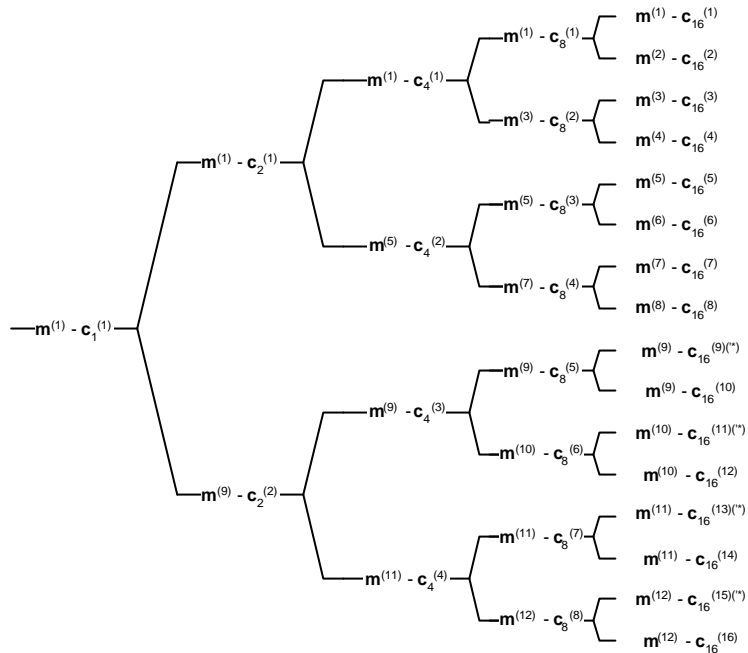 m(1) - c16(1)
m(1) - c8(1)
m(2) - c16(2)
m(1) - c4(1)
m(3) - c16(3)
m(3) - c8(2)
m(4) - c16(4)
m(1) - c2(1)
m(5) - c16(5)
m(5) - c8(3)
m(6) - c16(6)
m(5) - c4(2)
m(7) - c16(7)
m(7) - c8(4)
m(8) - c16(8)
m(1) - c1(1)
m(9) - c16(9)('*)
m(9) - c8(5)
m(9) - c16(10)
m(9) - c4(3)
m(10) - c16(11)('*)
m(10) - c8(6)
m(10) - c16(12)
m(9) - c2(2)
m(11) - c16(13)('*)
m(11) - c8(7)
m(11) - c16(14)
m(11) - c4(4)
m(12) - c16(15)('*)
m(12) - c8(8)
m(12) - c16(16)